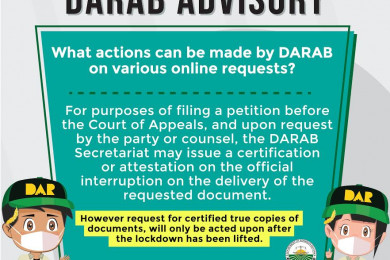 DARAB ADVISORY
What actions can be made by DARAB
on various online requests?
For purposes of filing a petition before
the Court of Appeals, and upon request
by the party or counsel, the DARAB
Secretariat may issue a certification
or attestation on the official
interruption on the delivery of the
requested document.
However request for certified true copies of
documents, will only be acted upon after
the lockdown has been lifted.
DAR
DAR